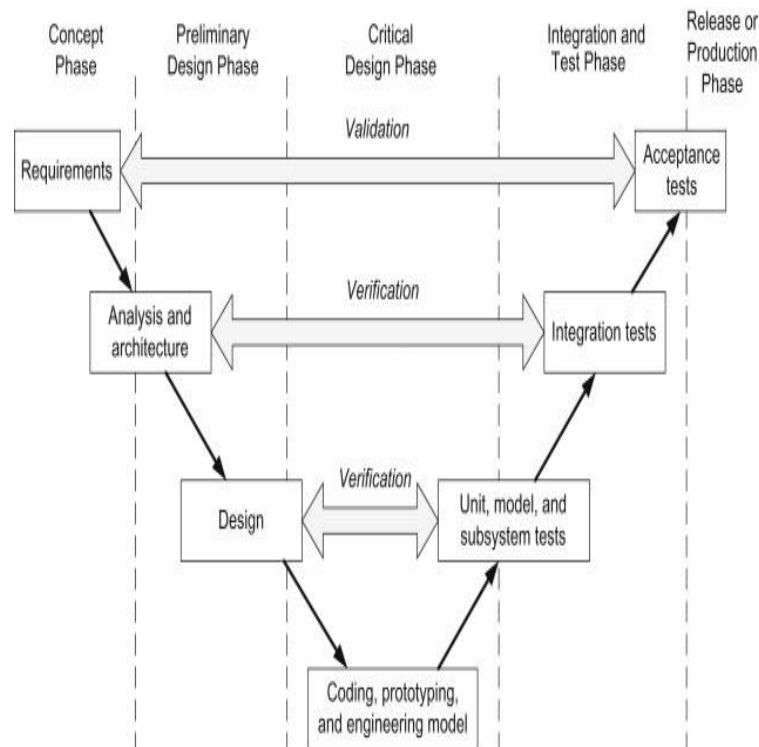 Concept
Phase
Preliminary
Design Phase
Critical
Design Phase
Integration and
Test Phase
Release or
Production
Phase
Validation
Requirements
Acceptance
tests
Verification
Analysis and
architecture
Integration tests
Verification
Design
Unit, model, and
subsystem tests
Coding, prototyping,
and engineering model